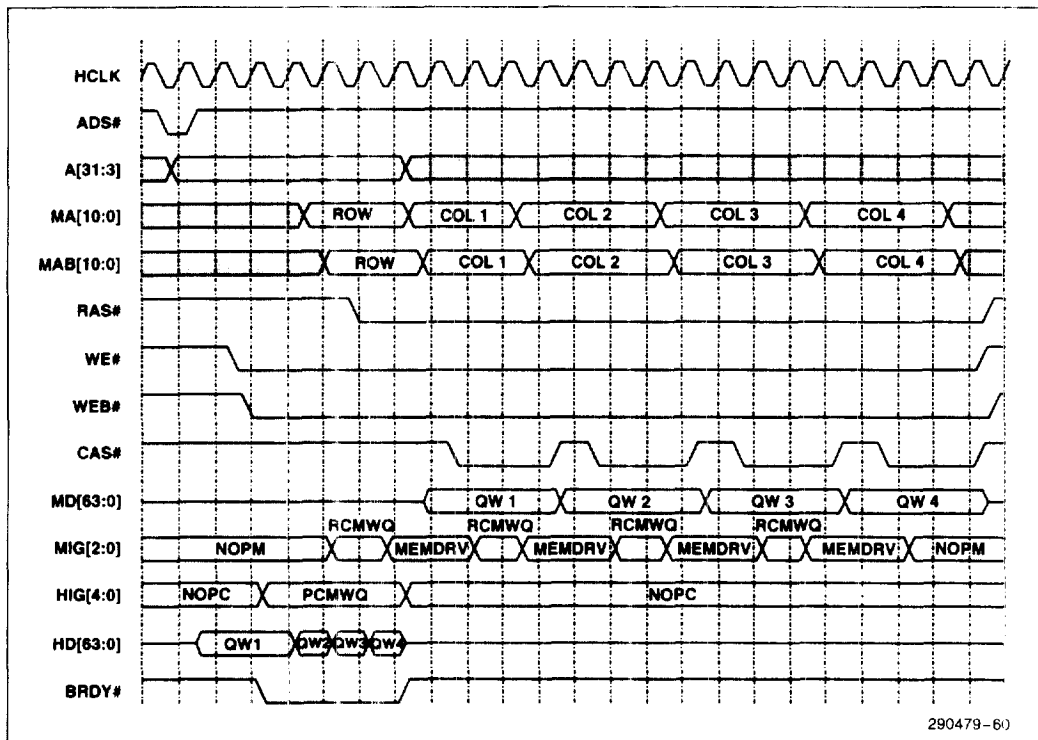 HCLK
ADS#
A[31:3]
MA[10:0] ROW COL 1 COL 2 COL 3 COL 4
MAB[10:0] ROW COL 1 COL 2 COL 3 COL 4
RAS#
WE#
WEB#
CAS#
MD[63:0] QW 1 QW 2 QW 3 QW 4
RCMWQ RCMWQ RCMWQ RCMWQ
MIG[2:0] NOPM MEMDRV MEMDRV MEMDRV MEMDRV NOPM
HIG[4:0] NOPC PCMWQ NOPC
HD[63:0] QW1 QW2 QW3 QW4
BRDY#
290479-60